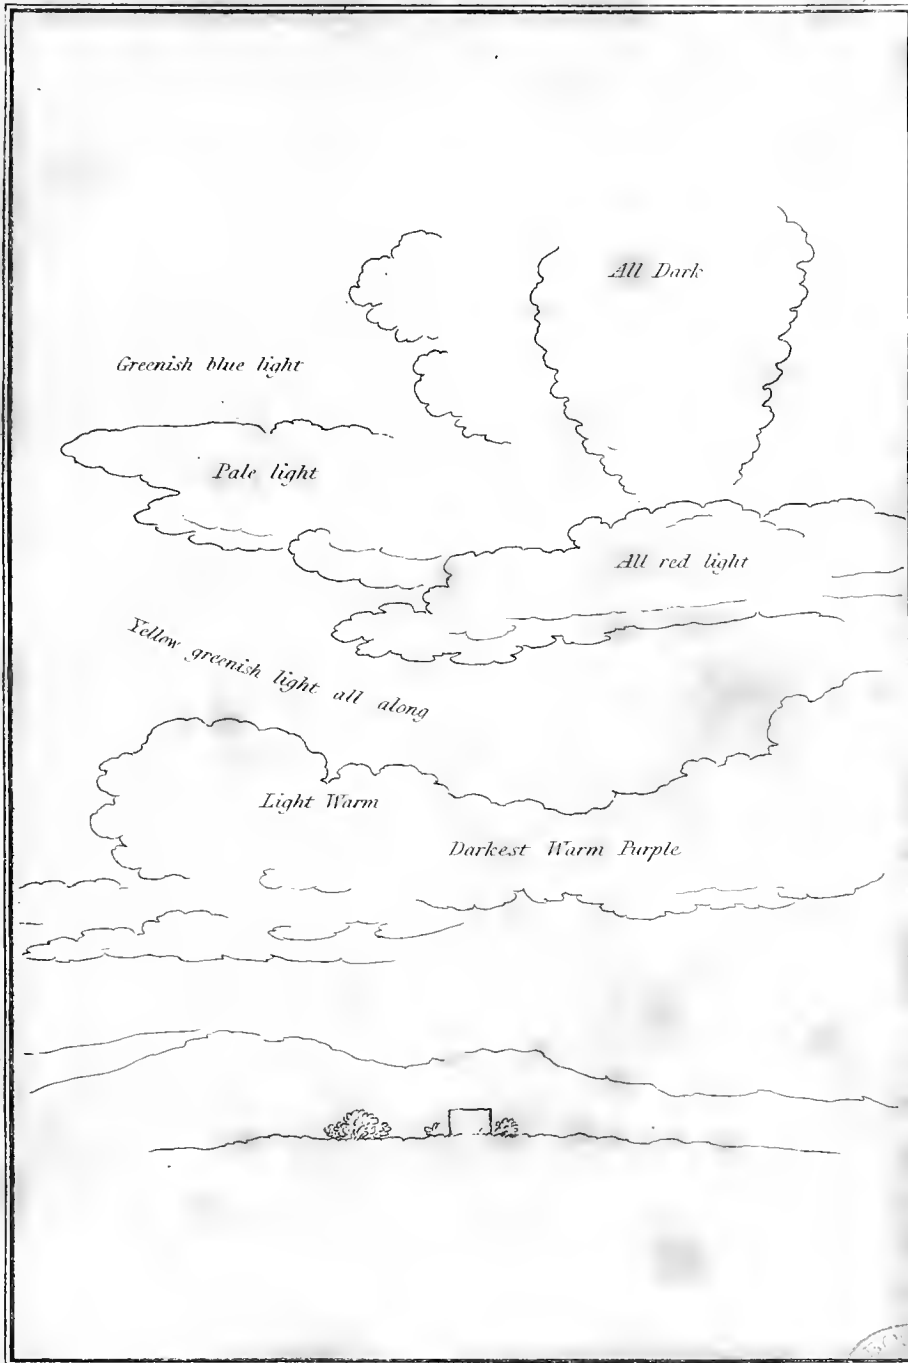 All Dark
Greenish blue light
Pale light
All red light
Yellow greenish light all along
Light Warm
Darkest Warm Purple